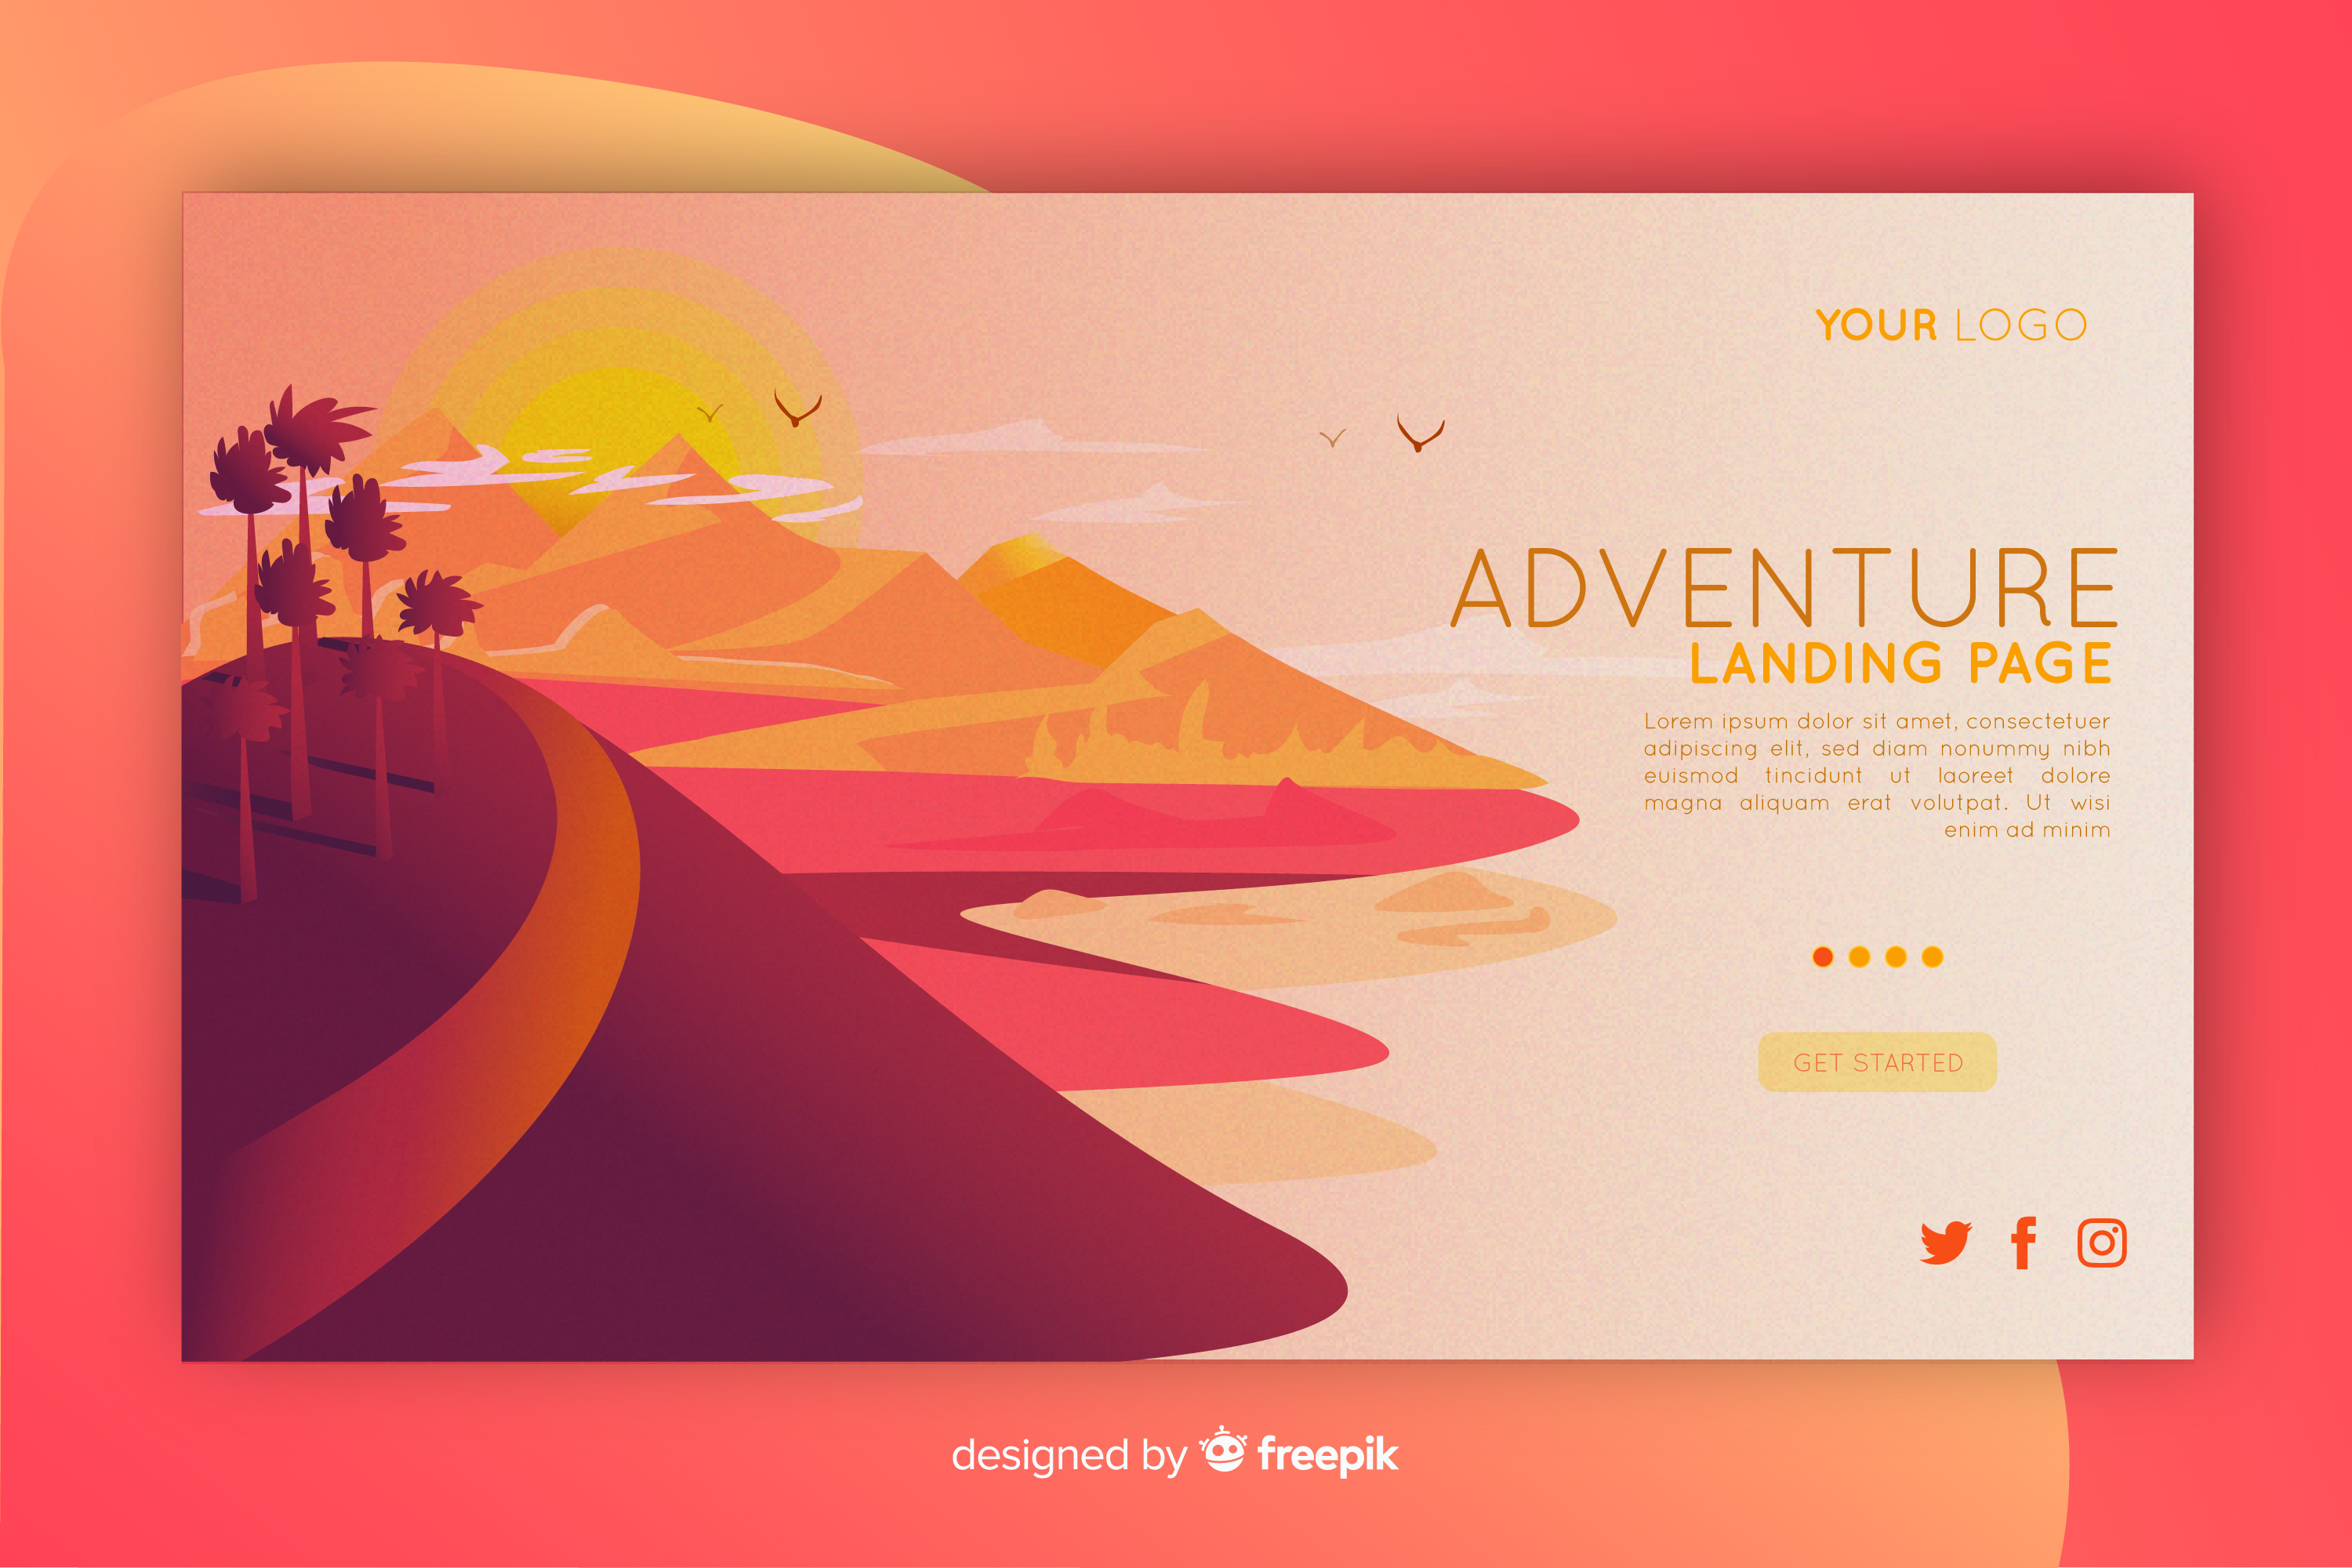 YOUR LOGO
ADVENTURE
LANDING PAGE
Lorem ipsum dolor sit amet, consectetuer
adipiscing elit, sed diam nonummy nibh
euismod tincidunt ut laoreet dolore
magna aliquam erat volutpat. Ut wisi
enim ad minim
GET STARTED
designed by freepik